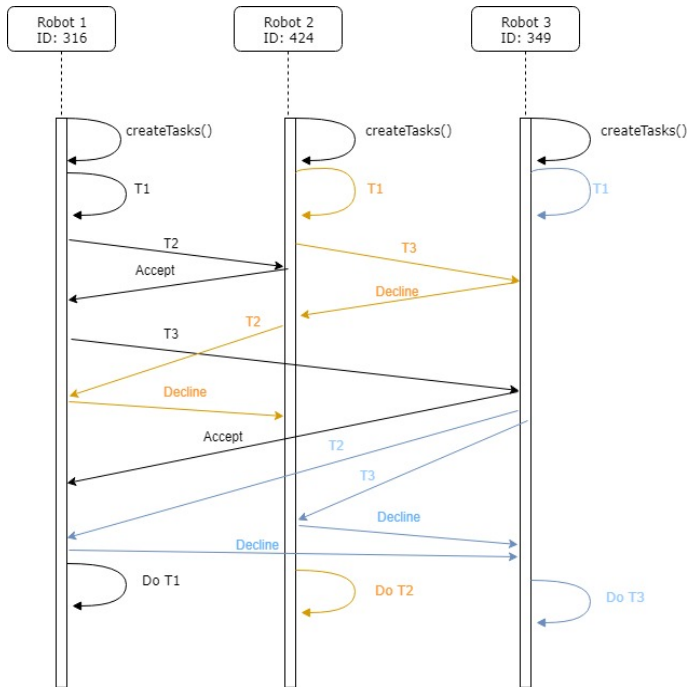 Robot 1
ID: 316
Robot 2
ID: 424
Robot 3
ID: 349
createTasks()
createTasks()
createTasks()
T1
T1
T1
T2
T3
Accept
Decline
T2
T3
Decline
Accept
T2
T3
Decline
Decline
Do T1
Do T2
Do T3